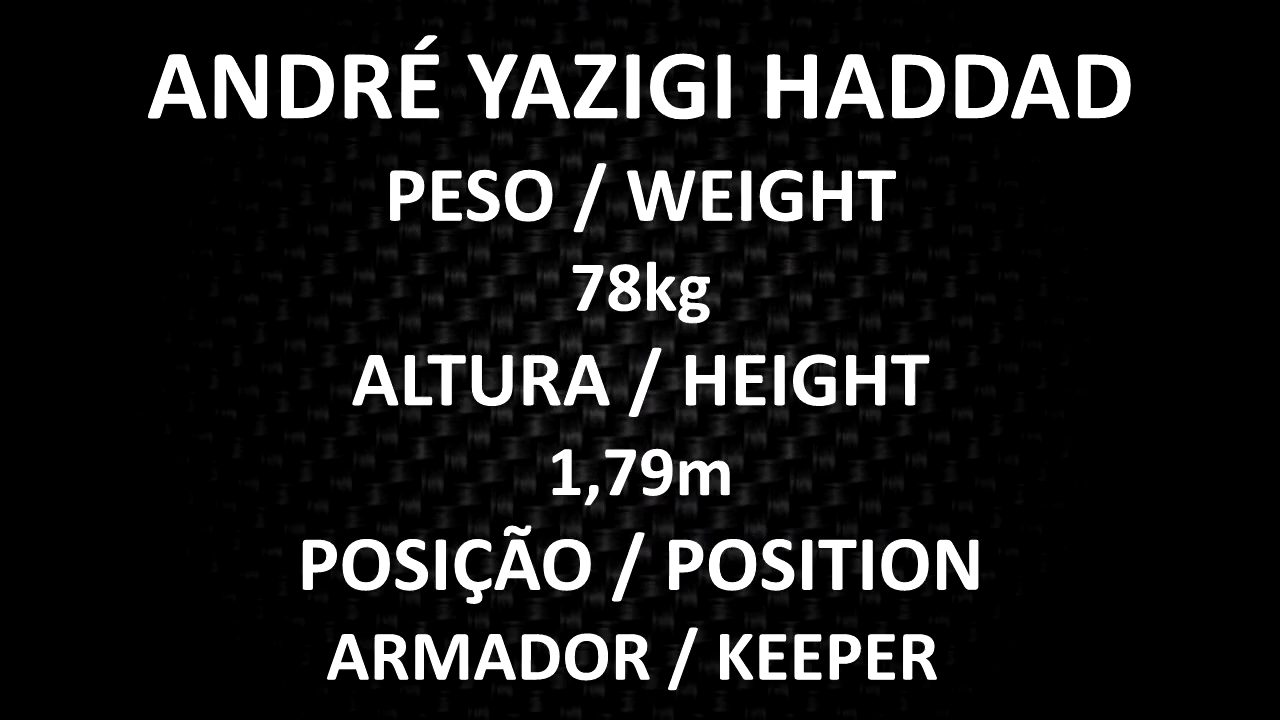 ANDRÉ YAZIGI HADDAD
PESO / WEIGHT
78kg
ALTURA / HEIGHT
1,79m
POSIÇÃO / POSITION
ARMADOR / KEEPER